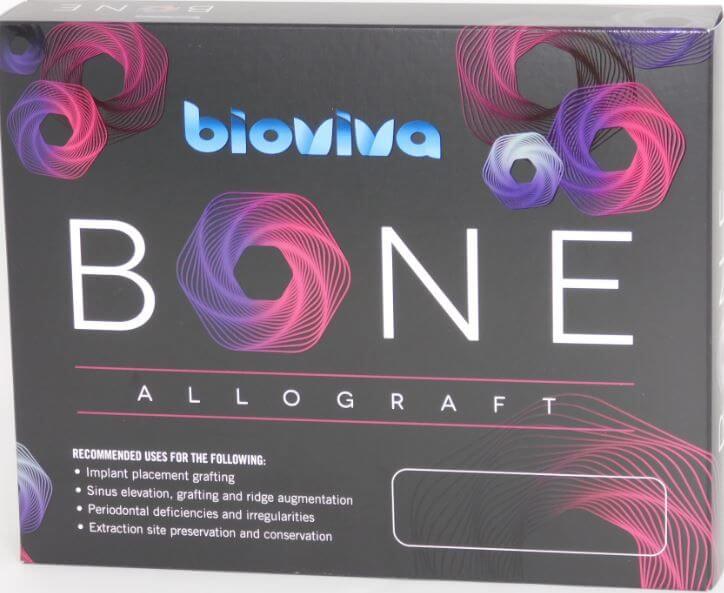 BONE
bioviva
BONE
ALLOGRAFT
RECOMMENDED USES FOR THE FOLLOWING:
• Implant placement grafting
• Sinus elevation, grafting and ridge augmentation
• Periodontal deficiencies and irregularities
• Extraction site preservation and conservation